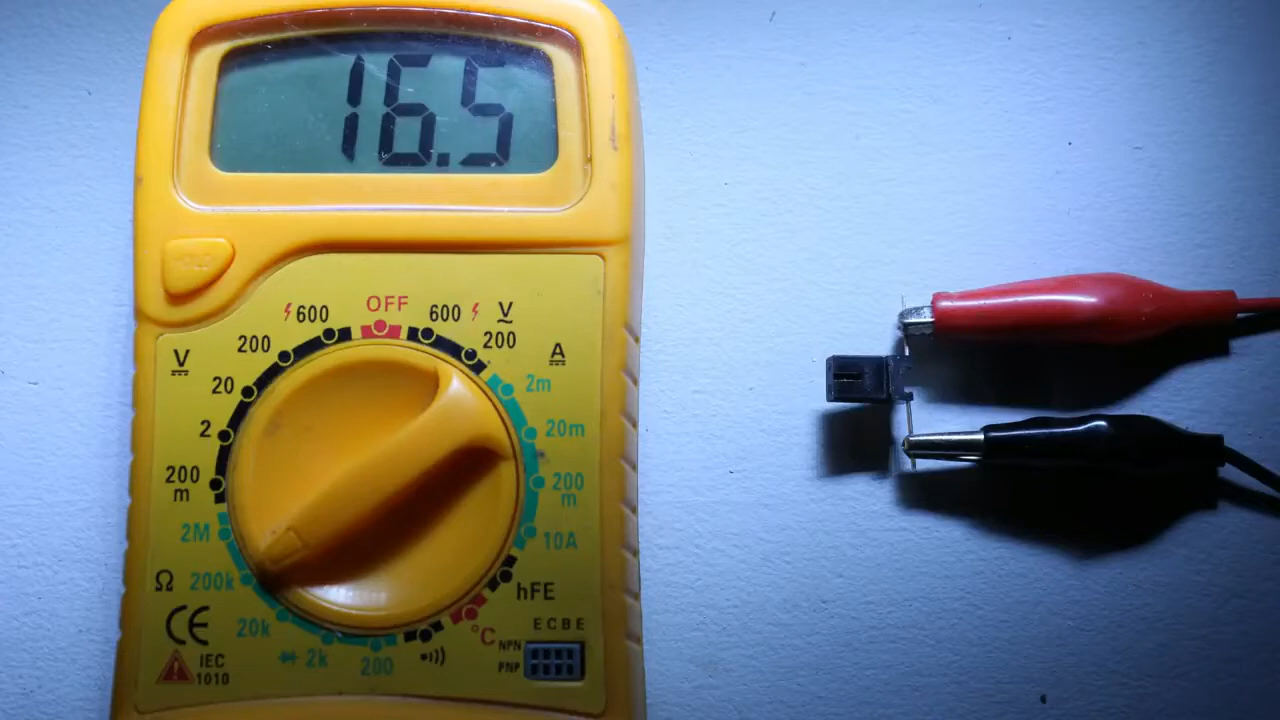 16.5
HOLD
600 OFF 600 V
200 200 A
V
20 2m
2 20m
200 m 200 m
2M 10A
Ω 200k hFE
CE 20k °C E C B E
NPN
IEC 1010 2k 200 PNP